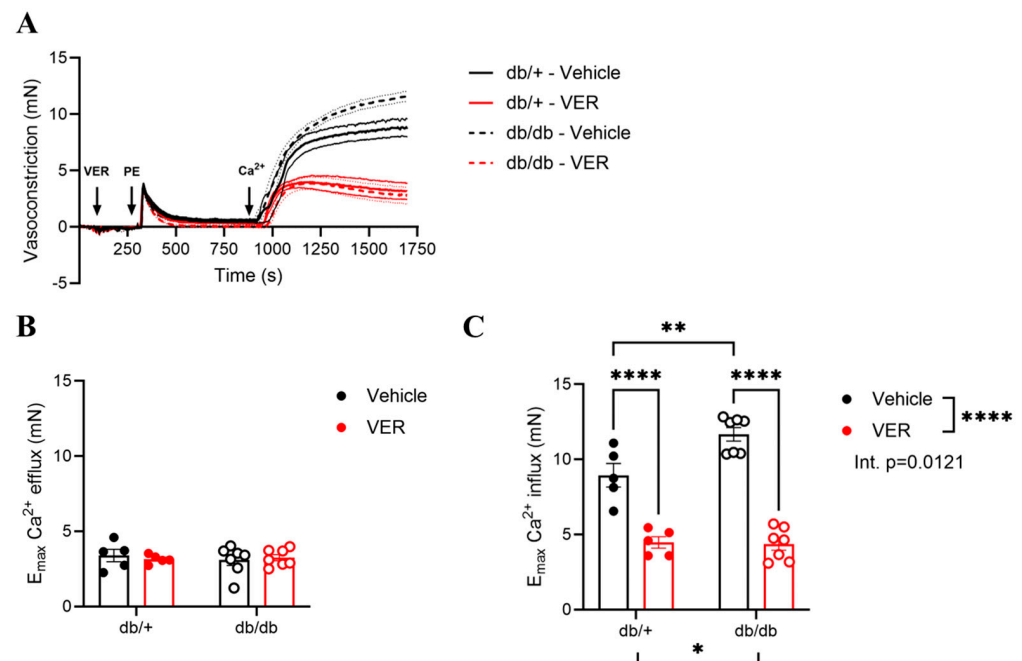 A
15
10
5
0
-5
Vasoconstriction (mN)
VER
PE
Ca²⁺
250 500 750 1000 1250 1500 1750
Time (s)
db/+ - Vehicle
db/+ - VER
db/db - Vehicle
db/db - VER
B
15
10
5
0
Emax Ca²⁺ efflux (mN)
db/+ db/db
Vehicle
VER
C
**
**** ****
15
10
5
0
Emax Ca²⁺ influx (mN)
db/+ db/db
*
Vehicle
VER
****
Int. p=0.0121